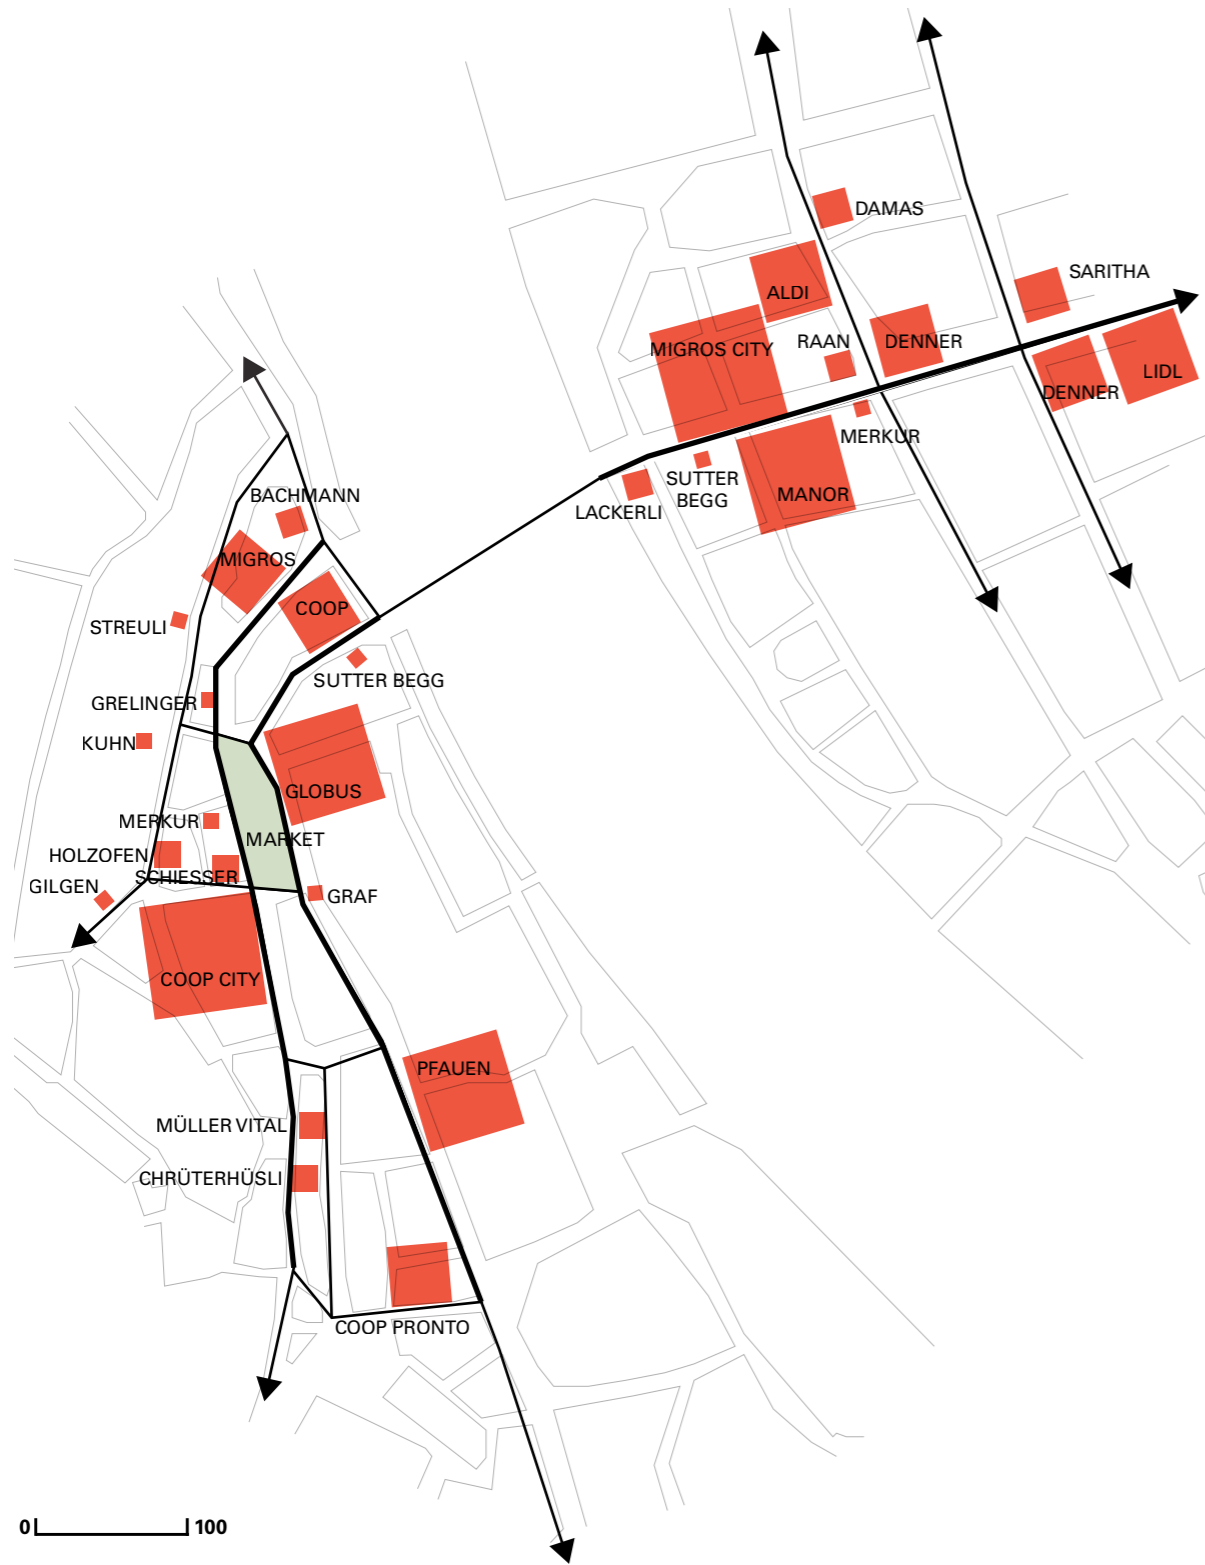 DAMAS
SARITHA
ALDI
RAAN
DENNER
MIGROS CITY
LIDL
DENNER
MERKUR
SUTTER
BEGG
MANOR
LACKERLI
BACHMANN
MIGROS
COOP
STREULI
SUTTER BEGG
GRELINGER
KUHN
GLOBUS
MERKUR
MARKET
HOLZOFEN
SCHIESSER
GILGEN
GRAF
COOP CITY
PFAUEN
MÜLLER VITAL
CHRÜTERHÜSLI
COOP PRONTO
0 100